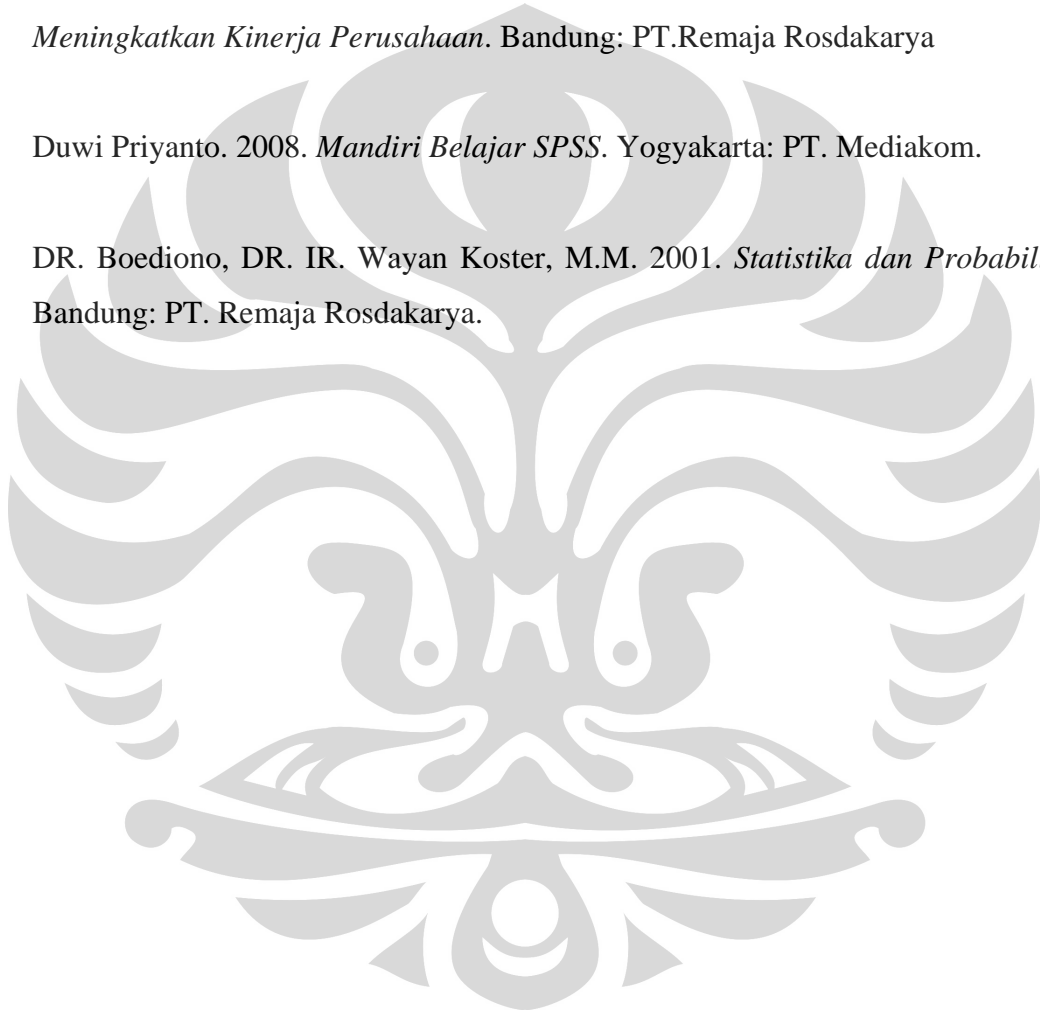 Meningkatkan Kinerja Perusahaan. Bandung: PT.Remaja Rosdakarya
Duwi Priyanto. 2008. Mandiri Belajar SPSS. Yogyakarta: PT. Mediakom.
DR. Boediono, DR. IR. Wayan Koster, M.M. 2001. Statistika dan
Bandung: PT. Remaja Rosdakarya.